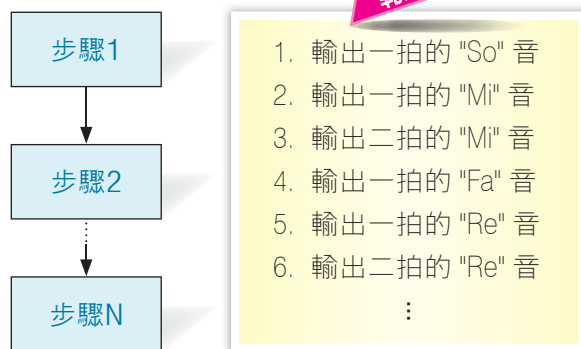 步驟1
步驟2
步驟N
1. 輸出一拍的 "So" 音
2. 輸出一拍的 "Mi" 音
3. 輸出二拍的 "Mi" 音
4. 輸出一拍的 "Fa" 音
5. 輸出一拍的 "Re" 音
6. 輸出二拍的 "Re" 音
⋮